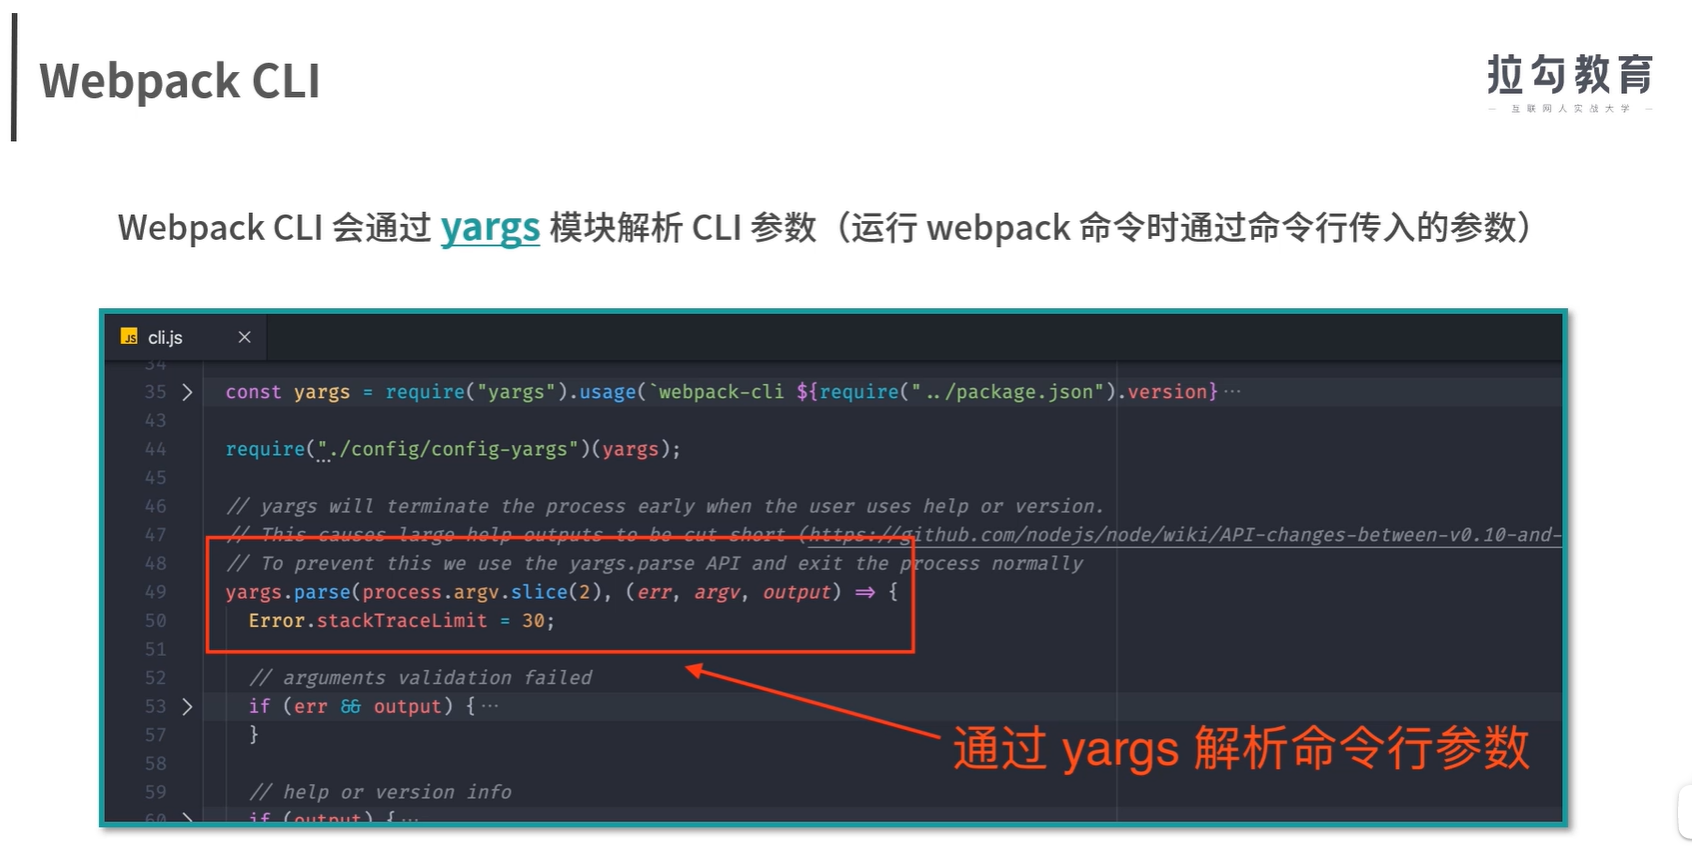 Webpack CLI
拉勾教育
— 互联网人实战大学 —
Webpack CLI 会通过 yargs 模块解析 CLI 参数（运行 webpack 命令时通过命令行传入的参数）
JS cli.js ×
34
35 > const yargs = require("yargs").usage(`webpack-cli ${require("../package.json").version}···
43
44 require("./config/config-yargs")(yargs);
45
46 // yargs will terminate the process early when the user uses help or version.
47 // This causes large help outputs to be cut short (https://github.com/nodejs/node/wiki/API-changes-between-v0.10-and-
48 // To prevent this we use the yargs.parse API and exit the process normally
49 yargs.parse(process.argv.slice(2), (err, argv, output) => {
50 Error.stackTraceLimit = 30;
51
52 // arguments validation failed
53 > if (err && output) {···
57 }
通过 yargs 解析命令行参数
58
59 // help or version info
60 > if (output) {···